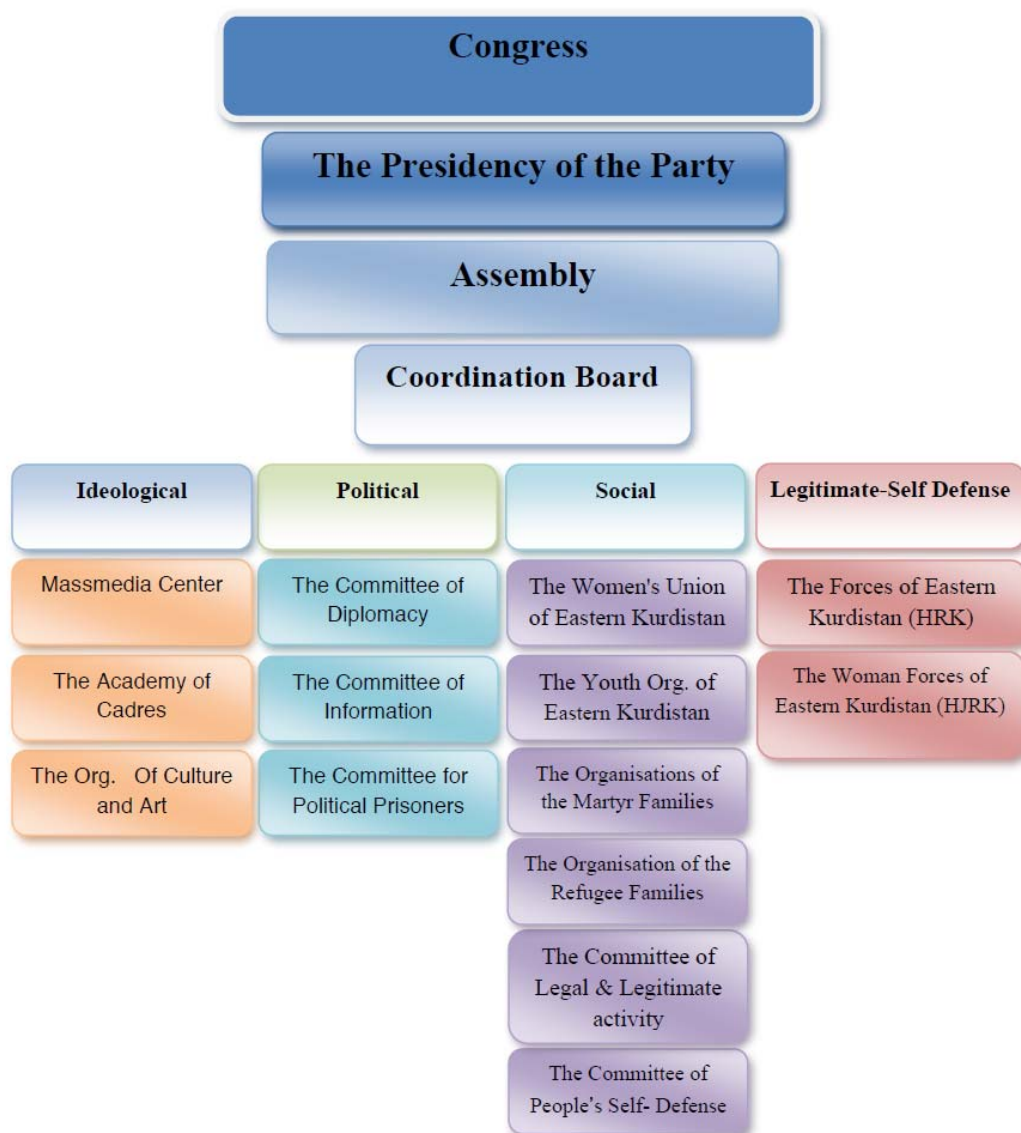 Congress
The Presidency of the Party
Assembly
Coordination Board
Ideological
Massmedia Center
The Academy of
Cadres
The Org. Of Culture
and Art
Political
The Committee of
Diplomacy
The Committee of
Information
The Committee for
Political Prisoners
Social
The Women's Union
of Eastern Kurdistan
The Youth Org. of
Eastern Kurdistan
The Organisations of
the Martyr Families
The Organisation of the
Refugee Families
The Committee of
Legal & Legitimate
activity
The Committee of
People’s Self- Defense
Legitimate-Self Defense
The Forces of Eastern
Kurdistan (HRK)
The Woman Forces of
Eastern Kurdistan (HJRK)